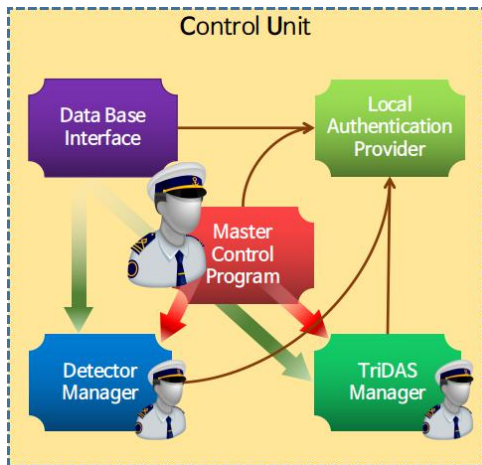 Control Unit
Data Base
Interface
Local
Authentication
Provider
Master
Control
Program
Detector
Manager
TriDAS
Manager